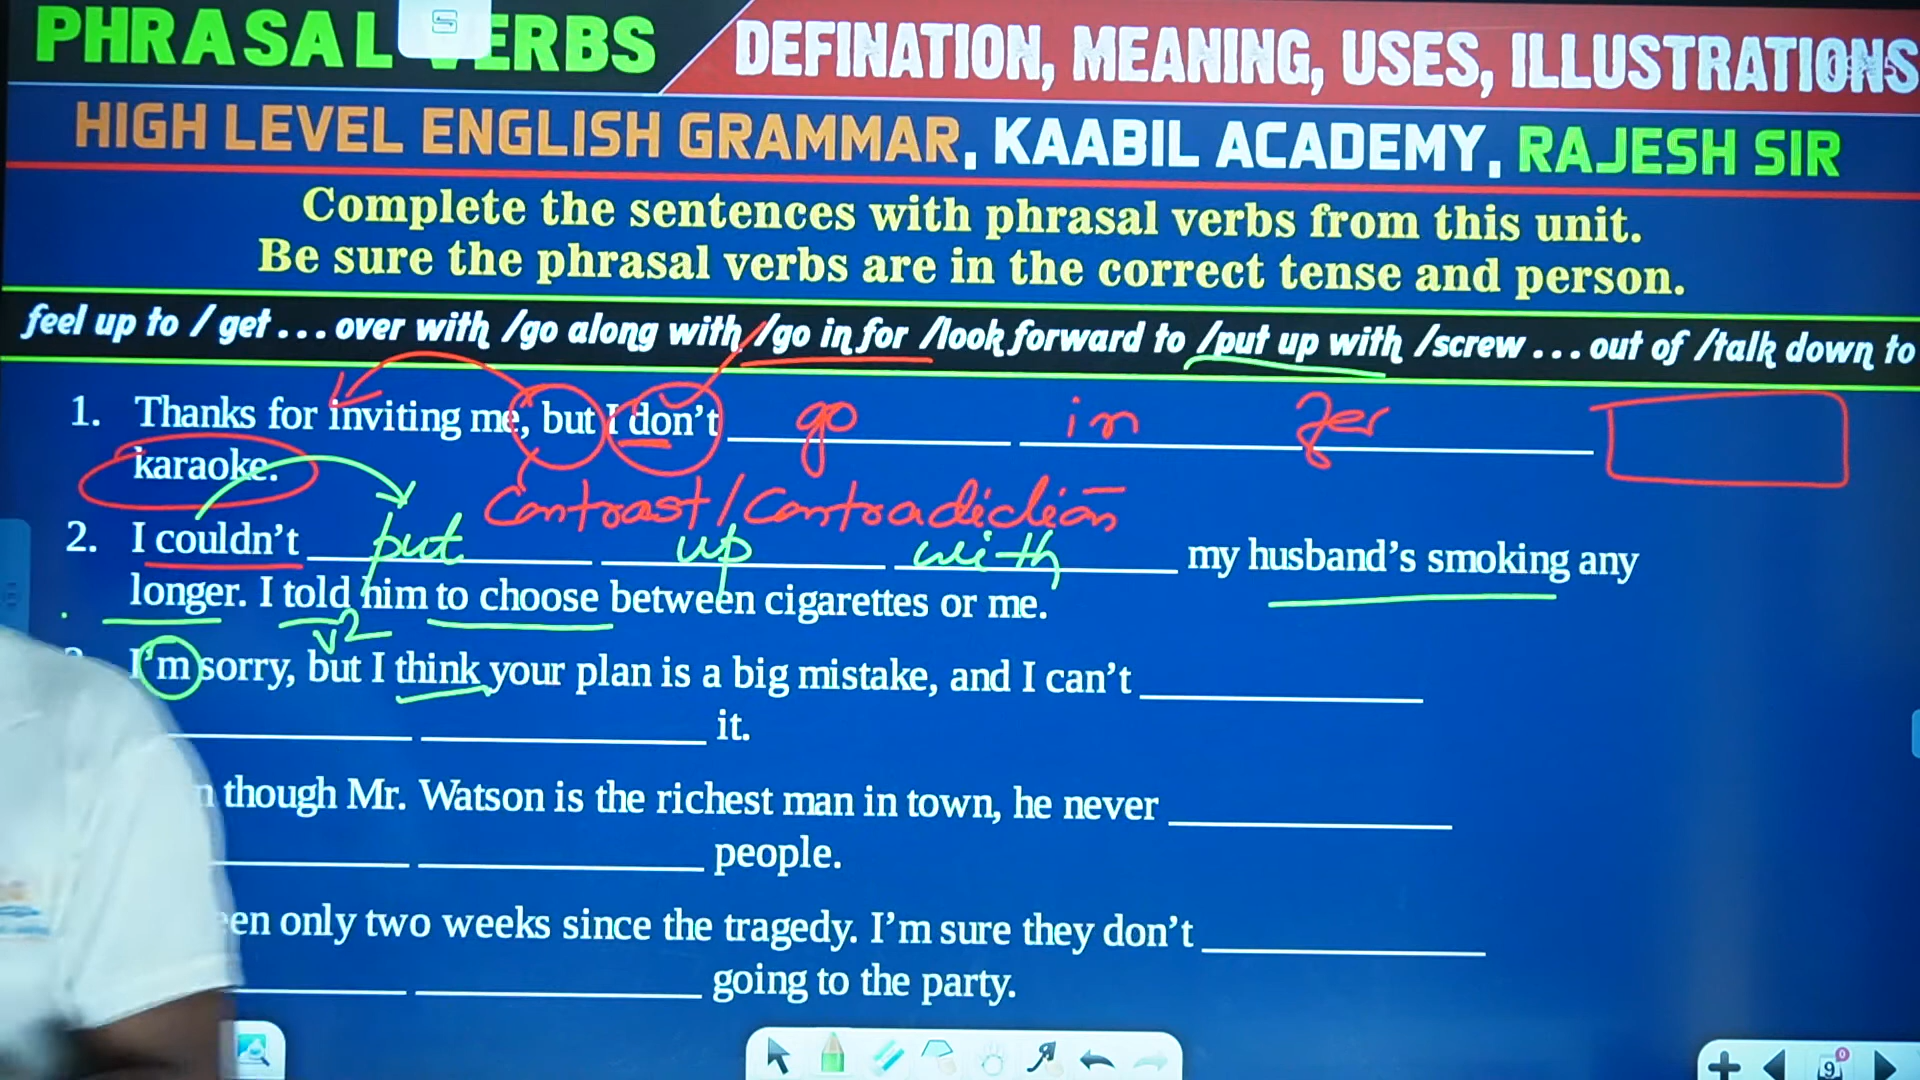 PHRASAL ERBS DEFINATION, MEANING, USES, ILLUSTRATIONS
HIGH LEVEL ENGLISH GRAMMAR, KAABIL ACADEMY, RAJESH SIR
Complete the sentences with phrasal verbs from this unit.
Be sure the phrasal verbs are in the correct tense and person.
feel up to / get ... over with /go along with /go in for /look forward to /put up with /screw ... out of /talk down to
1. Thanks for inviting me, but I don't go in for
karaoke.
Contrast/Contradiction
2. I couldn't put up with my husband's smoking any
longer. I told him to choose between cigarettes or me.
V2
I'm sorry, but I think your plan is a big mistake, and I can't
it.
though Mr. Watson is the richest man in town, he never
people.
een only two weeks since the tragedy. I'm sure they don't
going to the party.
9